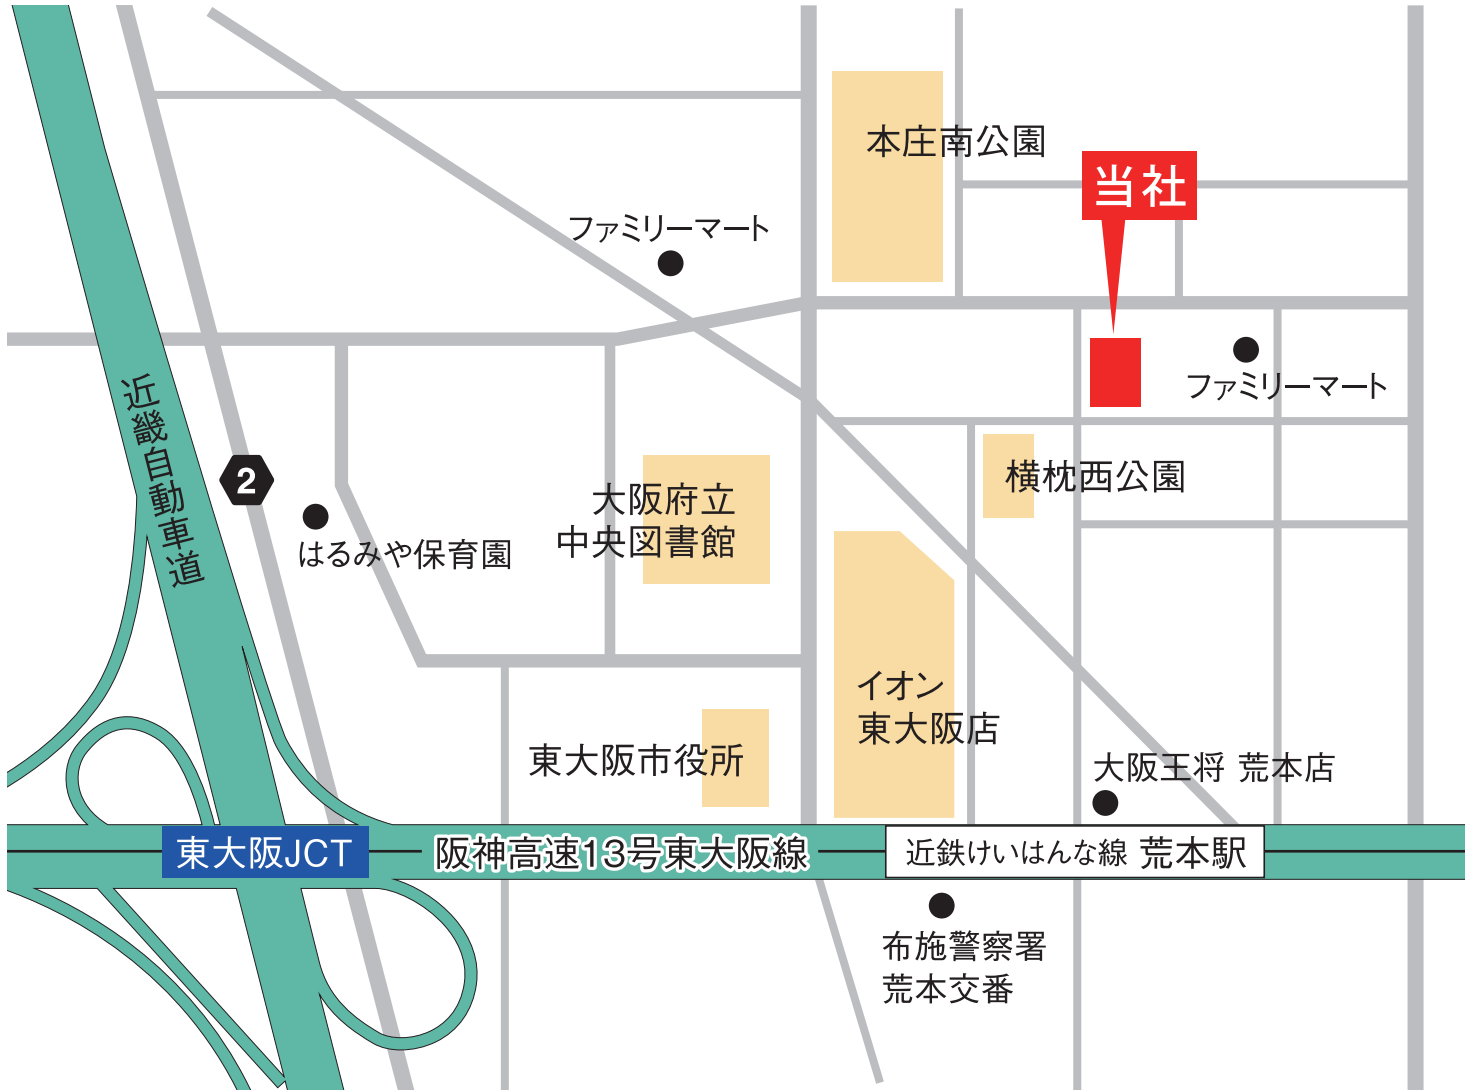 本庄南公園
当社
ファミリーマート
ファミリーマート
近畿自動車道
2
横枕西公園
大阪府立
中央図書館
はるみや保育園
イオン
東大阪店
東大阪市役所
大阪王将 荒本店
東大阪JCT
阪神高速13号東大阪線
近鉄けいはんな線 荒本駅
布施警察署
荒本交番